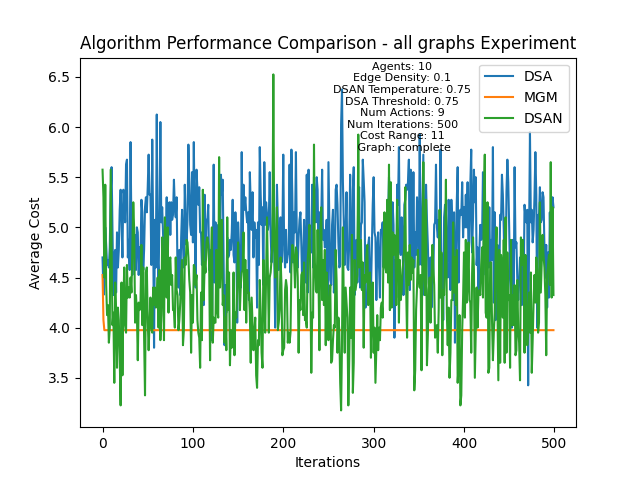 Algorithm Performance Comparison - all graphs Experiment
Agents: 10
Edge Density: 0.1
DSAN Temperature: 0.75
DSA Threshold: 0.75
Num Actions: 9
Num Iterations: 500
Cost Range: 11
Graph: complete
DSA
MGM
DSAN
Average Cost
6.5
6.0
5.5
5.0
4.5
4.0
3.5
0
100
200
300
400
500
Iterations